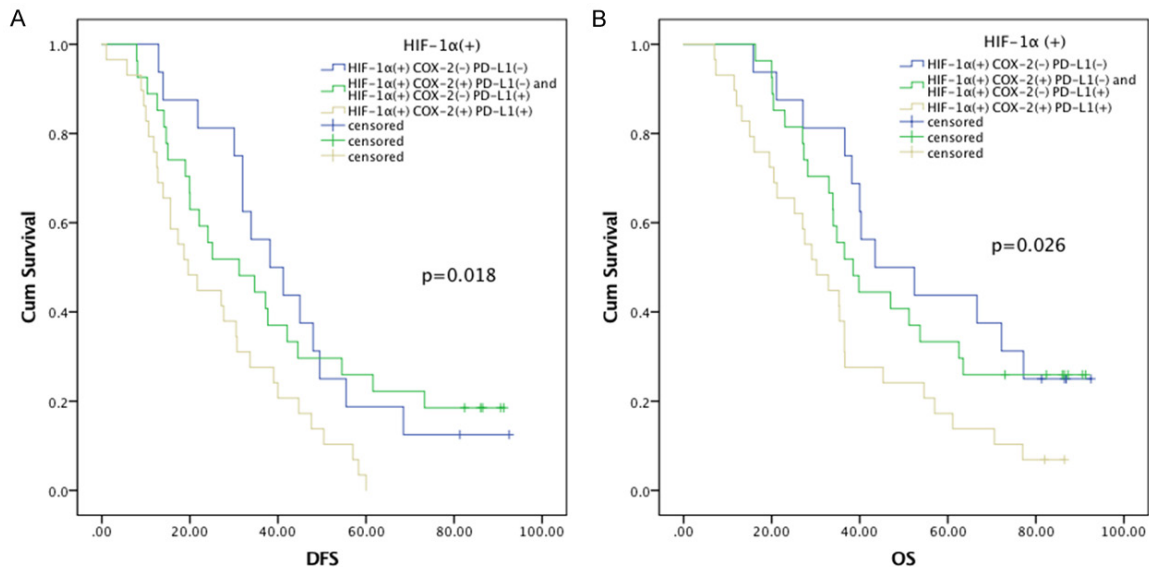 A
HIF-1α(+)
HIF-1α(+) COX-2(-) PD-L1(-)
HIF-1α(+) COX-2(+) PD-L1(-) and
HIF-1α(+) COX-2(-) PD-L1(+)
HIF-1α(+) COX-2(+) PD-L1(+)
censored
censored
censored
p=0.018
Cum Survival
1.0
0.8
0.6
0.4
0.2
0.0
.00 20.00 40.00 60.00 80.00 100.00
DFS
B
HIF-1α (+)
HIF-1α(+) COX-2(-) PD-L1(-)
HIF-1α(+) COX-2(+) PD-L1(-) and
HIF-1α(+) COX-2(-) PD-L1(+)
HIF-1α(+) COX-2(+) PD-L1(+)
censored
censored
censored
p=0.026
Cum Survival
1.0
0.8
0.6
0.4
0.2
0.0
.00 20.00 40.00 60.00 80.00 100.00
OS